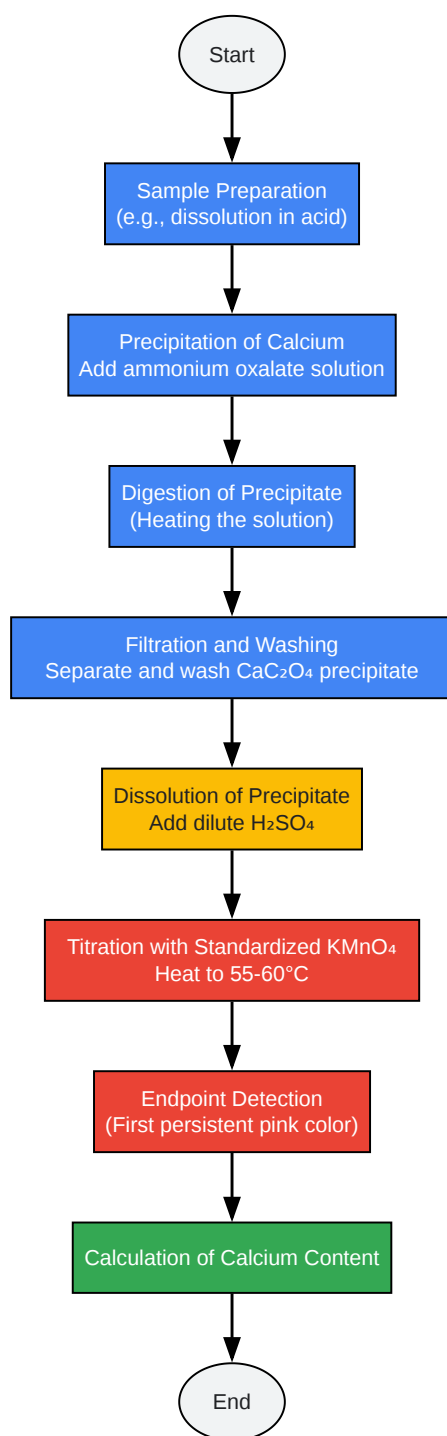 Start
Sample Preparation
(e.g., dissolution in acid)
Precipitation of Calcium
Add ammonium oxalate solution
Digestion of Precipitate
(Heating the solution)
Filtration and Washing
Separate and wash CaC₂O₄ precipitate
Dissolution of Precipitate
Add dilute H₂SO₄
Titration with Standardized KMnO₄
Heat to 55-60°C
Endpoint Detection
(First persistent pink color)
Calculation of Calcium Content
End